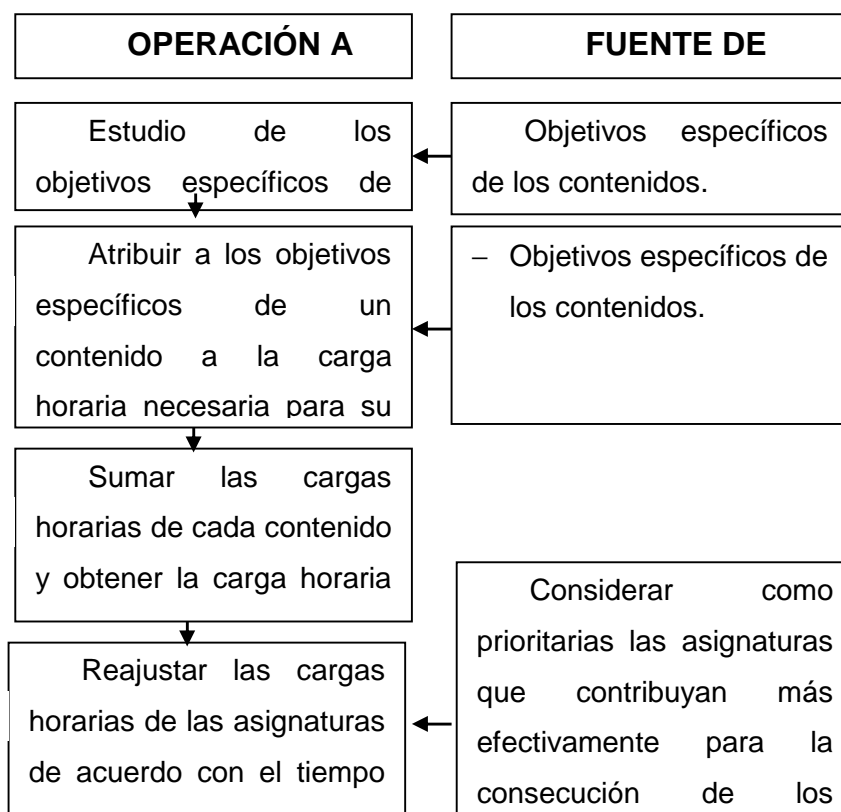 OPERACIÓN A
FUENTE DE
Estudio de los
objetivos específicos de
Objetivos específicos
de los contenidos.
Atribuir a los objetivos
específicos de un
contenido a la carga
horaria necesaria para su
– Objetivos específicos de
los contenidos.
Sumar las cargas
horarias de cada contenido
y obtener la carga horaria
Reajustar las cargas
horarias de las asignaturas
de acuerdo con el tiempo
Considerar como
prioritarias las asignaturas
que contribuyan más
efectivamente para la
consecución de los